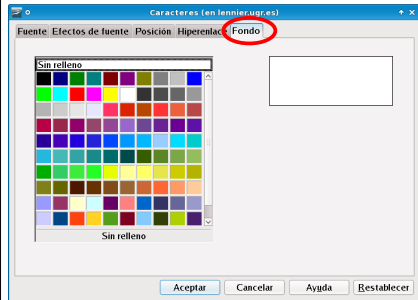 Caracteres (en lennier.ugr.es)
Fuente Efectos de fuente Posición Hiperenlace Fondo
Sin relleno
Sin relleno
Aceptar Cancelar Ayuda Restablecer